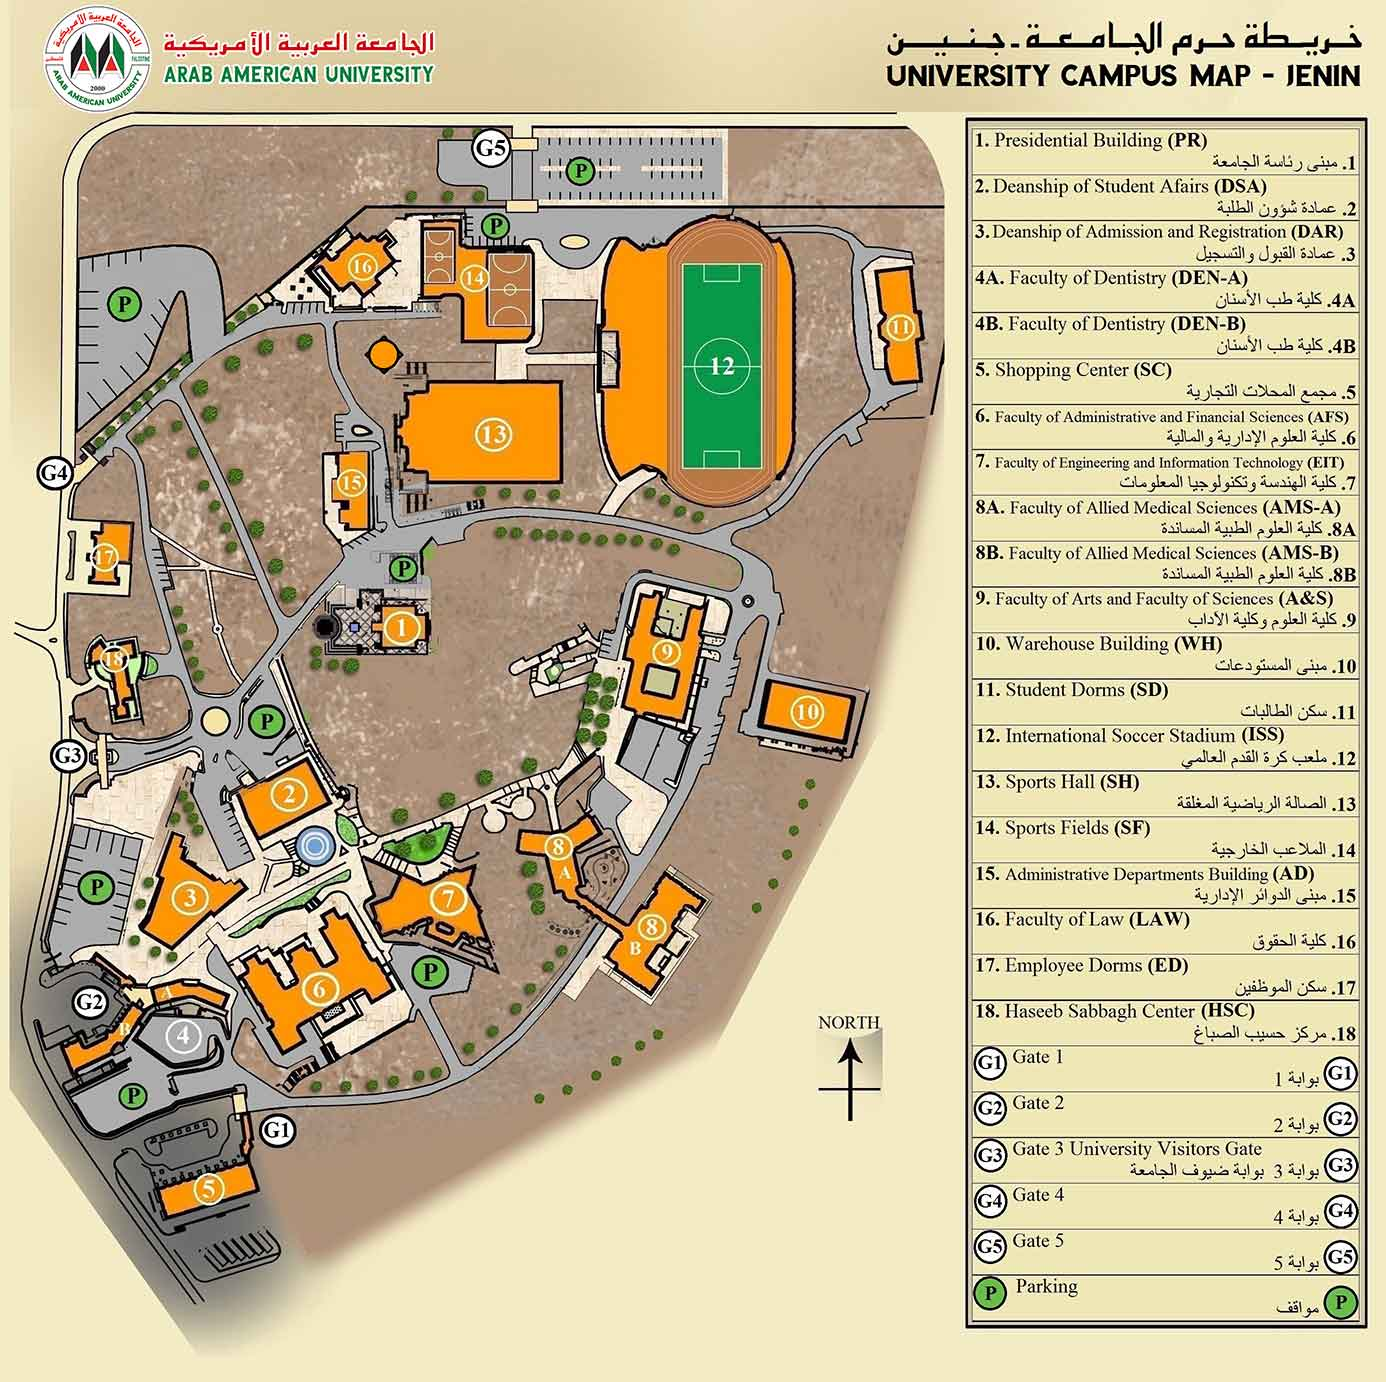 الجامعة العربية الأمريكية
ARAB AMERICAN UNIVERSITY
الجامعة العربية الأمريكية
PALESTINE
2000
ARAB AMERICAN UNIVERSITY
خريطة حرم الجامعة - جنين
UNIVERSITY CAMPUS MAP - JENIN
G5
P
P
16
14
P
12
11
13
G4
15
17
P
1
18
9
10
P
G3
2
8
A
P
3
7
8
B
6
P
G2
A
B
4
P
G1
5
NORTH
1. Presidential Building (PR)
1. مبنى رئاسة الجامعة
2. Deanship of Student Afairs (DSA)
2. عمادة شؤون الطلبة
3. Deanship of Admission and Registration (DAR)
3. عمادة القبول والتسجيل
4A. Faculty of Dentistry (DEN-A)
4A. كلية طب الأسنان
4B. Faculty of Dentistry (DEN-B)
4B. كلية طب الأسنان
5. Shopping Center (SC)
5. مجمع المحلات التجارية
6. Faculty of Administrative and Financial Sciences (AFS)
6. كلية العلوم الإدارية والمالية
7. Faculty of Engineering and Information Technology (EIT)
7. كلية الهندسة وتكنولوجيا المعلومات
8A. Faculty of Allied Medical Sciences (AMS-A)
8A. كلية العلوم الطبية المساندة
8B. Faculty of Allied Medical Sciences (AMS-B)
8B. كلية العلوم الطبية المساندة
9. Faculty of Arts and Faculty of Sciences (A&S)
9. كلية العلوم وكلية الآداب
10. Warehouse Building (WH)
10. مبنى المستودعات
11. Student Dorms (SD)
11. سكن الطالبات
12. International Soccer Stadium (ISS)
12. ملعب كرة القدم العالمي
13. Sports Hall (SH)
13. الصالة الرياضية المغلقة
14. Sports Fields (SF)
14. الملاعب الخارجية
15. Administrative Departments Building (AD)
15. مبنى الدوائر الإدارية
16. Faculty of Law (LAW)
16. كلية الحقوق
17. Employee Dorms (ED)
17. سكن الموظفين
18. Haseeb Sabbagh Center (HSC)
18. مركز حسيب الصباغ
G1 Gate 1
بوابة 1 G1
G2 Gate 2
بوابة 2 G2
G3 Gate 3 University Visitors Gate
بوابة 3 بوابة ضيوف الجامعة G3
G4 Gate 4
بوابة 4 G4
G5 Gate 5
بوابة 5 G5
P Parking
مواقف P